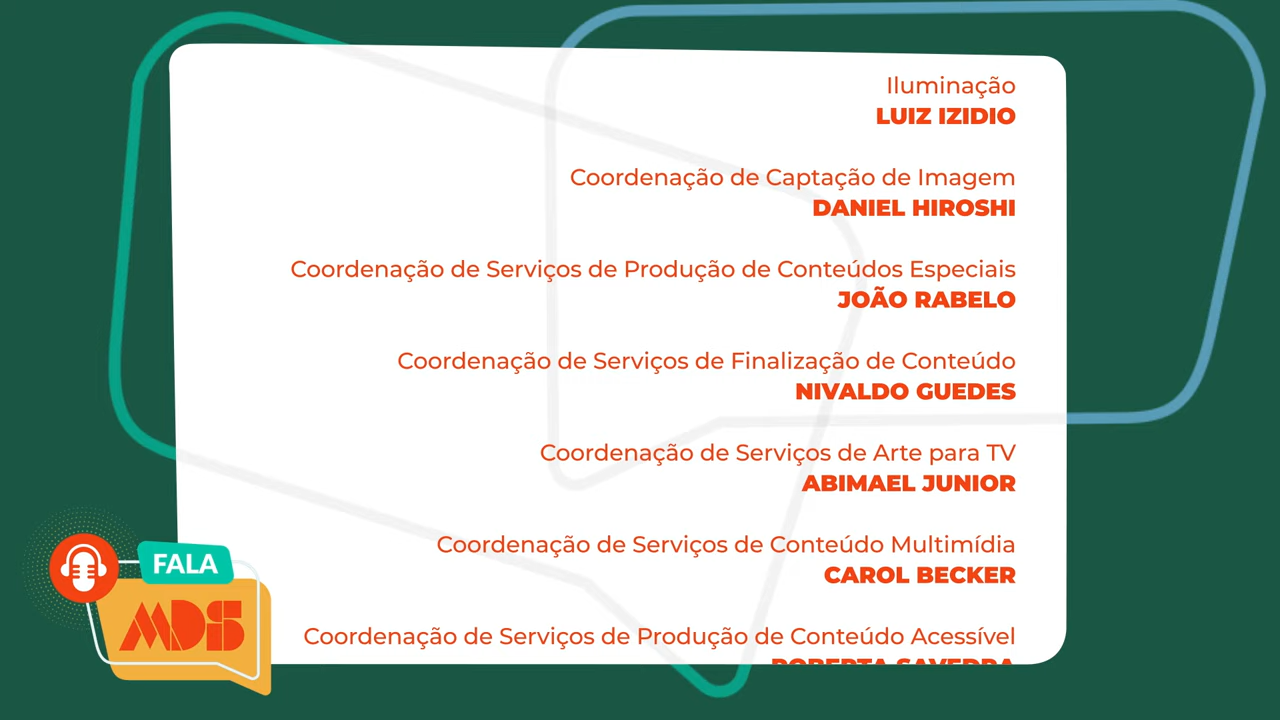 Iluminação
LUIZ IZIDIO
Coordenação de Captação de Imagem
DANIEL HIROSHI
Coordenação de Serviços de Produção de Conteúdos Especiais
JOÃO RABELO
Coordenação de Serviços de Finalização de Conteúdo
NIVALDO GUEDES
Coordenação de Serviços de Arte para TV
ABIMAEL JUNIOR
Coordenação de Serviços de Conteúdo Multimídia
CAROL BECKER
Coordenação de Serviços de Produção de Conteúdo Acessível
ROBERTA
FALA
MDS